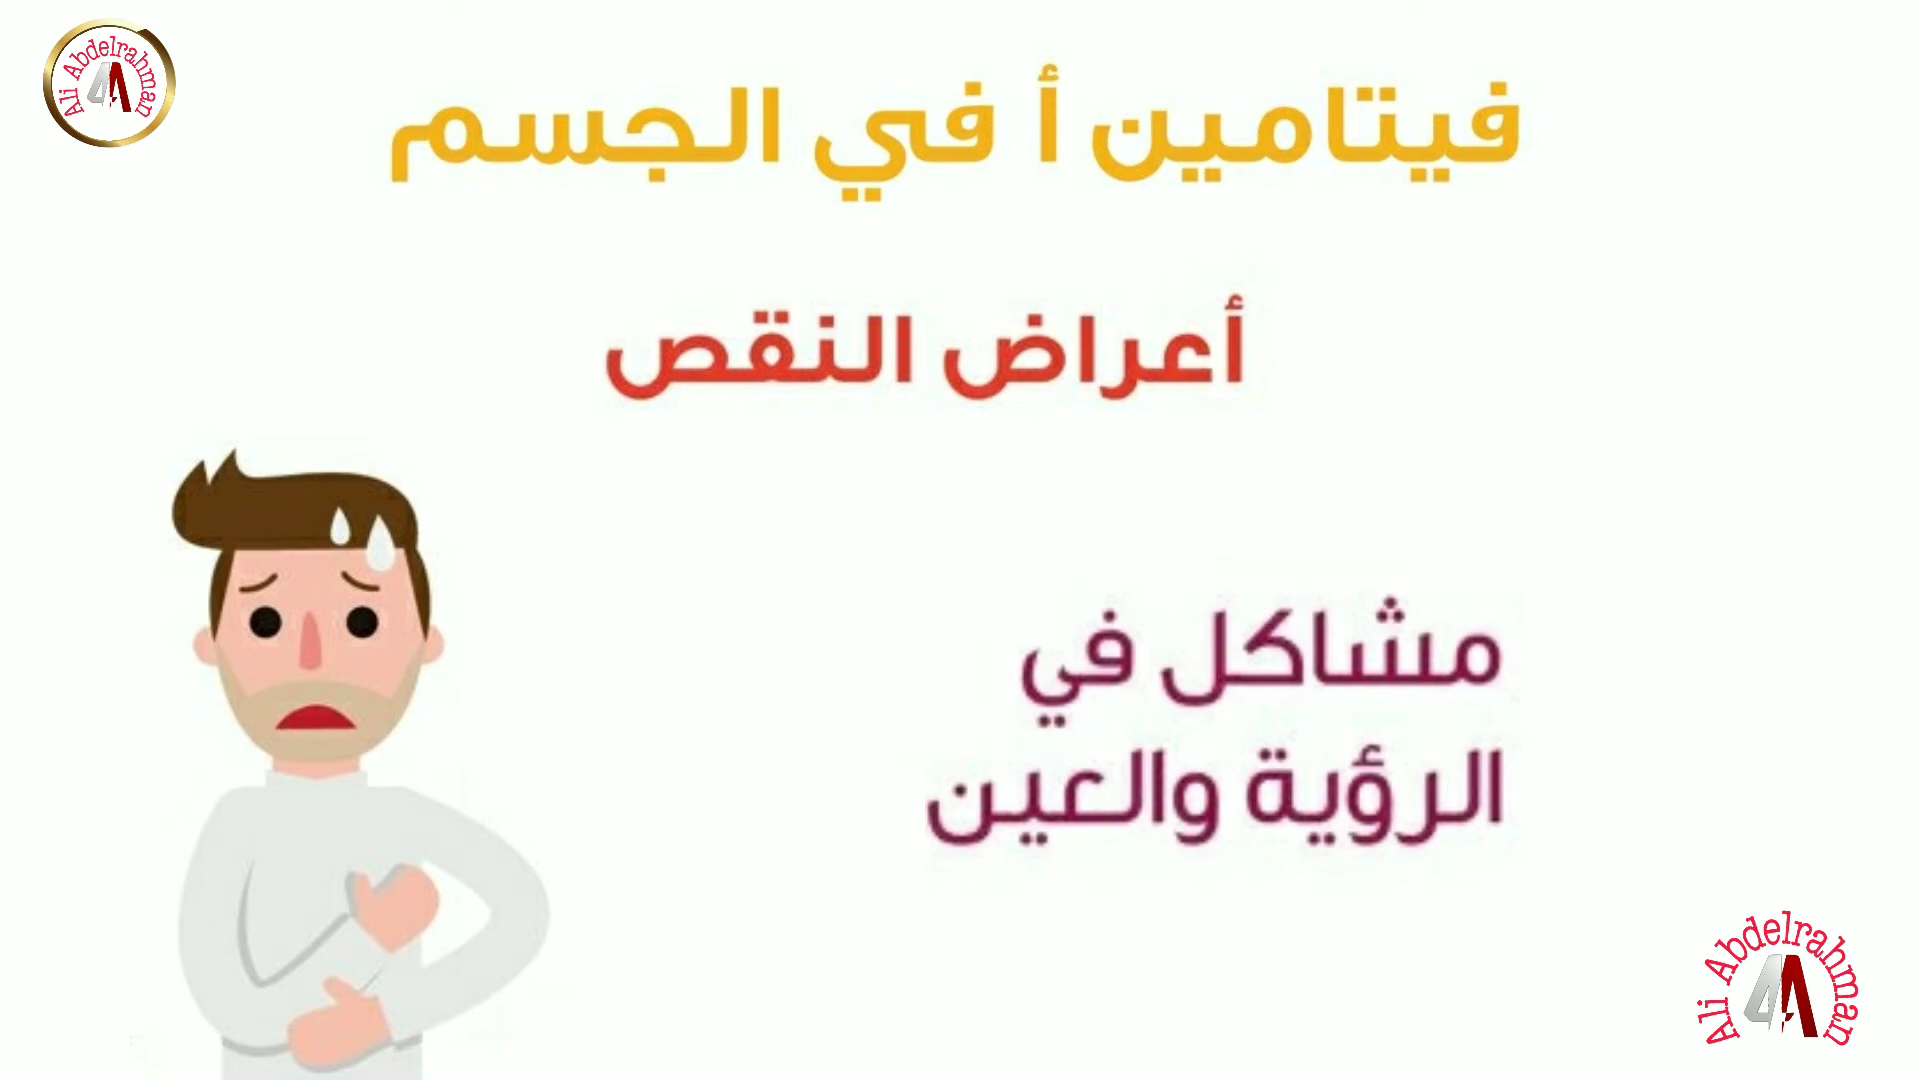 Ali Abdelrahman
فيتامين أ في الجسم
أعراض النقص
مشاكل في
الرؤية والعين
Ali Abdelrahman